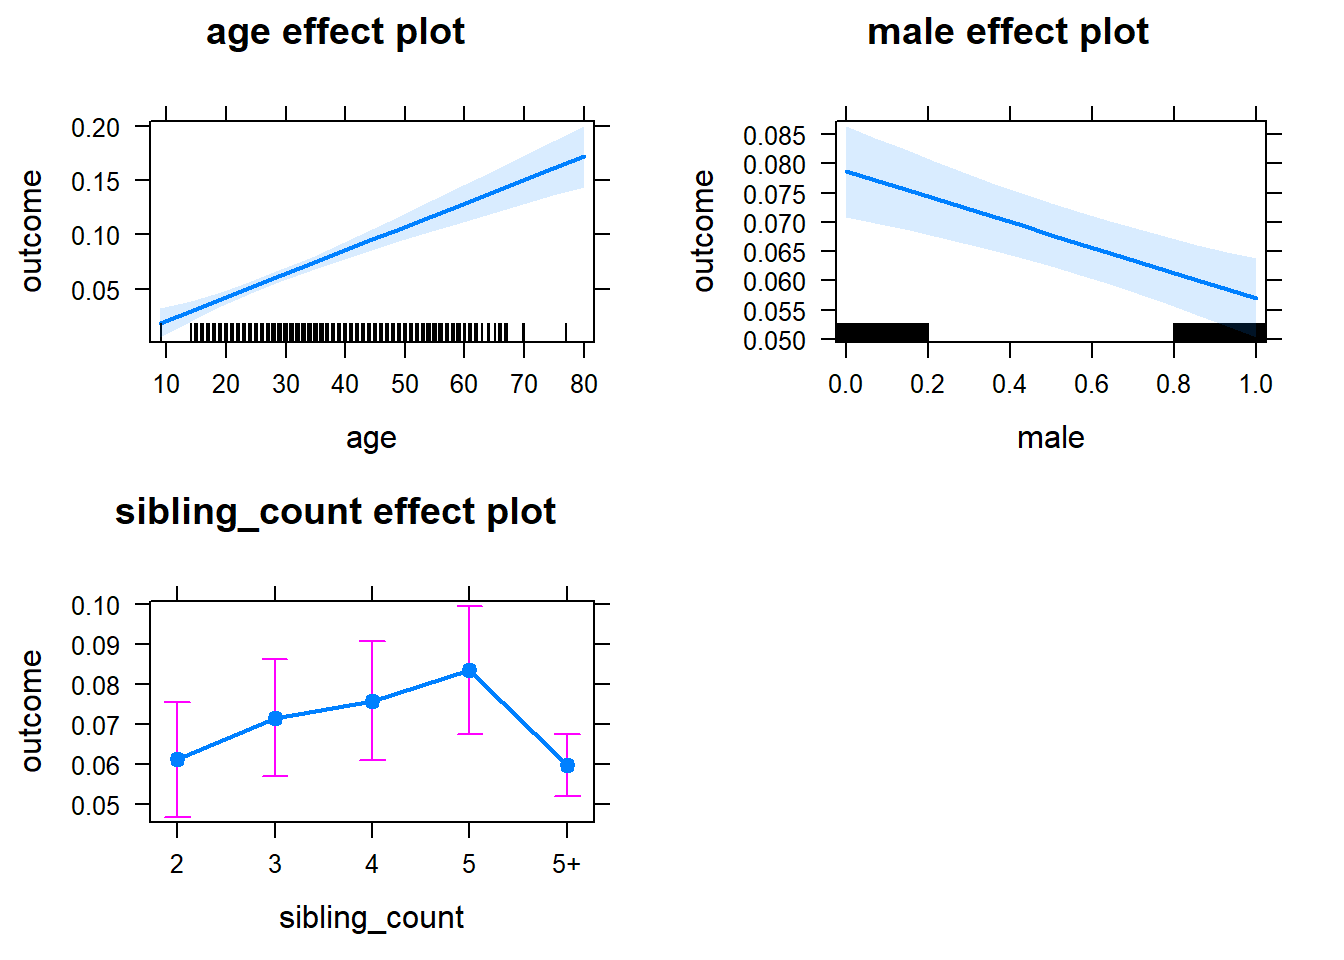 age effect plot
outcome
0.20
0.15
0.10
0.05
10 20 30 40 50 60 70 80
age
male effect plot
outcome
0.085
0.080
0.075
0.070
0.065
0.060
0.055
0.050
0.0 0.2 0.4 0.6 0.8 1.0
male
sibling_count effect plot
outcome
0.10
0.09
0.08
0.07
0.06
0.05
2 3 4 5 5+
sibling_count